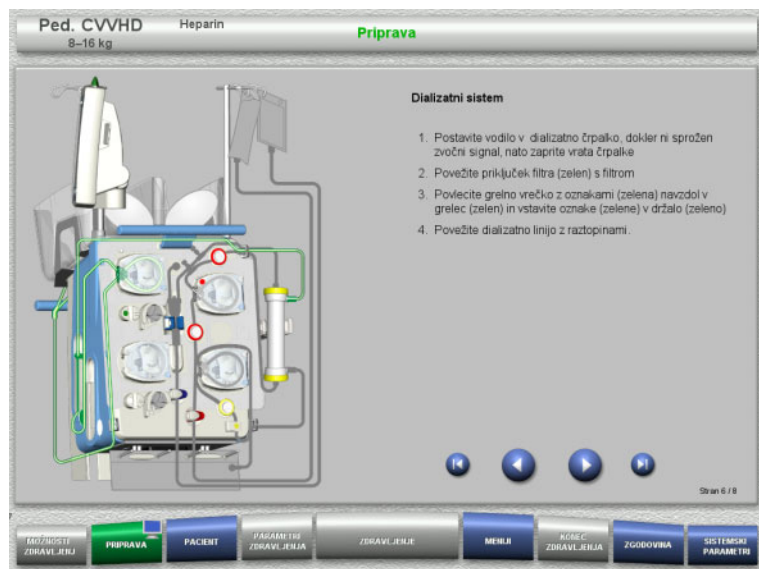 Ped. CVVHD Heparin
8–16 kg
Priprava
Dializatni sistem
1. Postavite vodilo v dializatno črpalko, dokler ni sprožen
zvočni signal, nato zaprite vrata črpalke
2. Povežite priključek filtra (zelen) s filtrom
3. Povlecite grelno vrečko z oznakami (zelena) navzdol v
grelec (zelen) in vstavite oznake (zelene) v držalo (zeleno)
4. Povežite dializatno linijo z raztopinami.
Stran 6 / 8
MOŽNOSTI
ZDRAVLJENJ
PRIPRAVA
PACIENT
PARAMETRI
ZDRAVLJENJA
ZDRAVLJENJE
MENIJI
KONEC
ZDRAVLJENJA
ZGODOVINA
SISTEMSKI
PARAMETRI